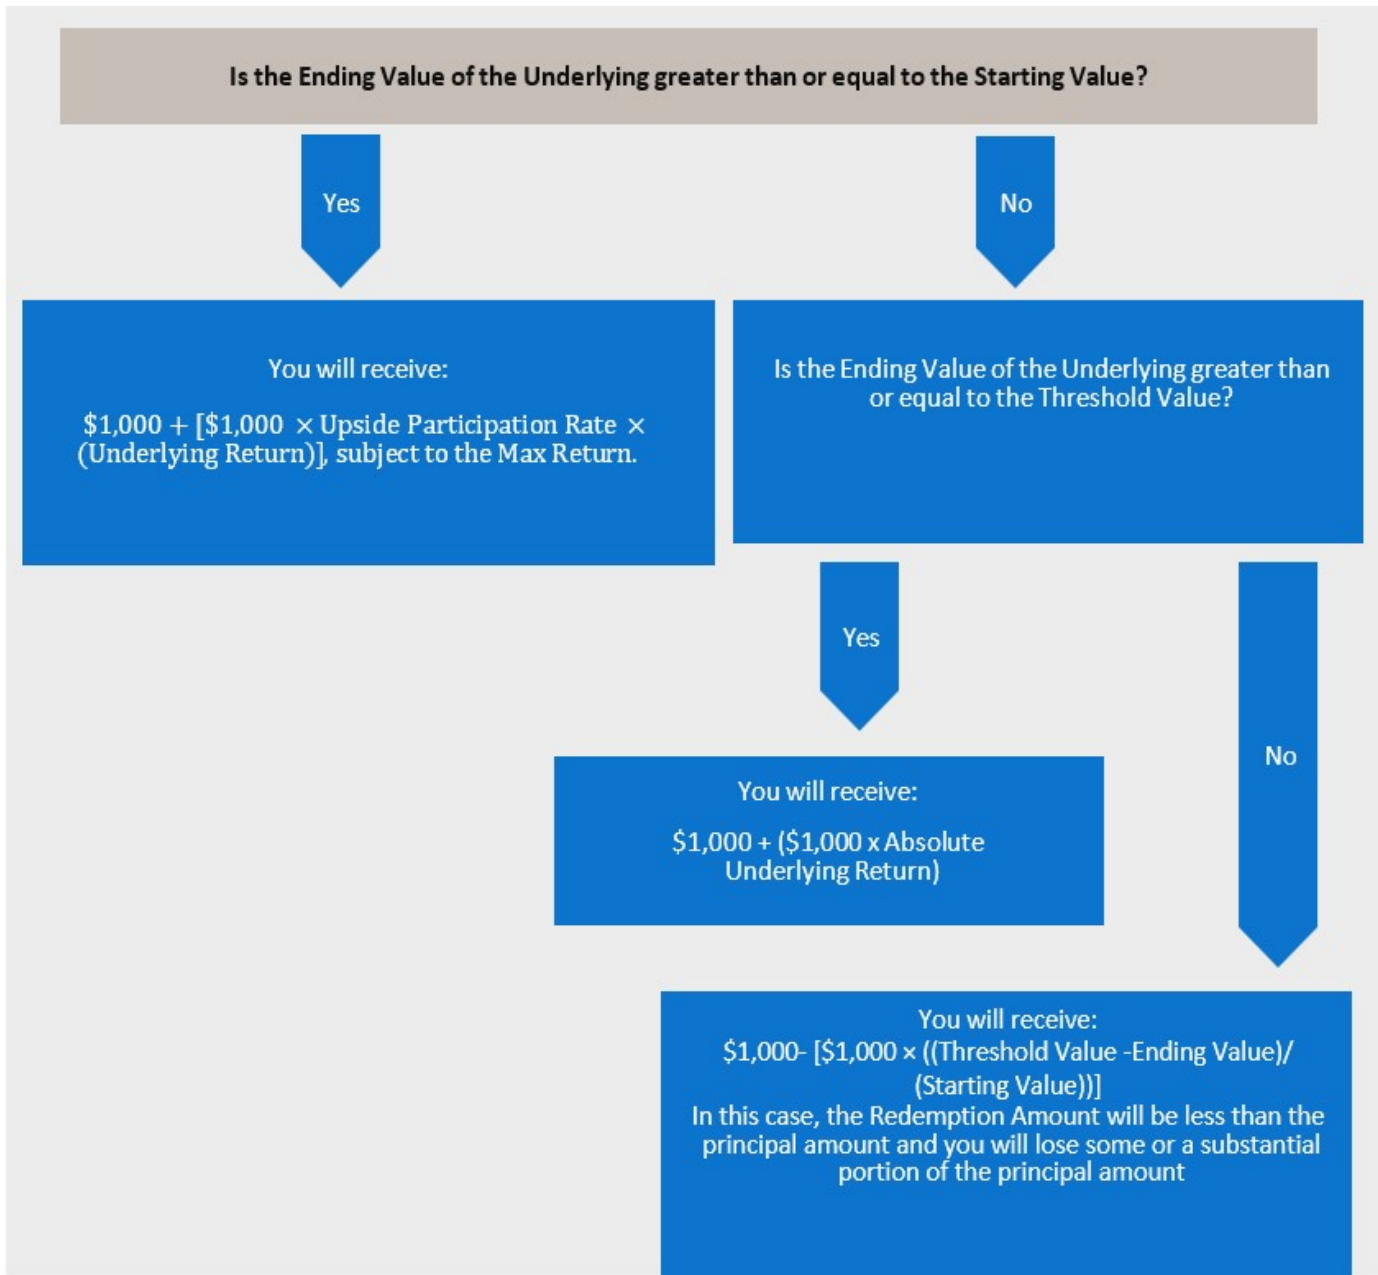 Is the Ending Value of the Underlying greater than or equal to the Starting Value?
Yes
No
You will receive:
$1,000 + [$1,000 × Upside Participation Rate ×
(Underlying Return)], subject to the Max Return.
Is the Ending Value of the Underlying greater than
or equal to the Threshold Value?
Yes
No
You will receive:
$1,000 + ($1,000 x Absolute
Underlying Return)
You will receive:
$1,000- [$1,000 × ((Threshold Value -Ending Value)/
(Starting Value))]
In this case, the Redemption Amount will be less than the
principal amount and you will lose some or a substantial
portion of the principal amount